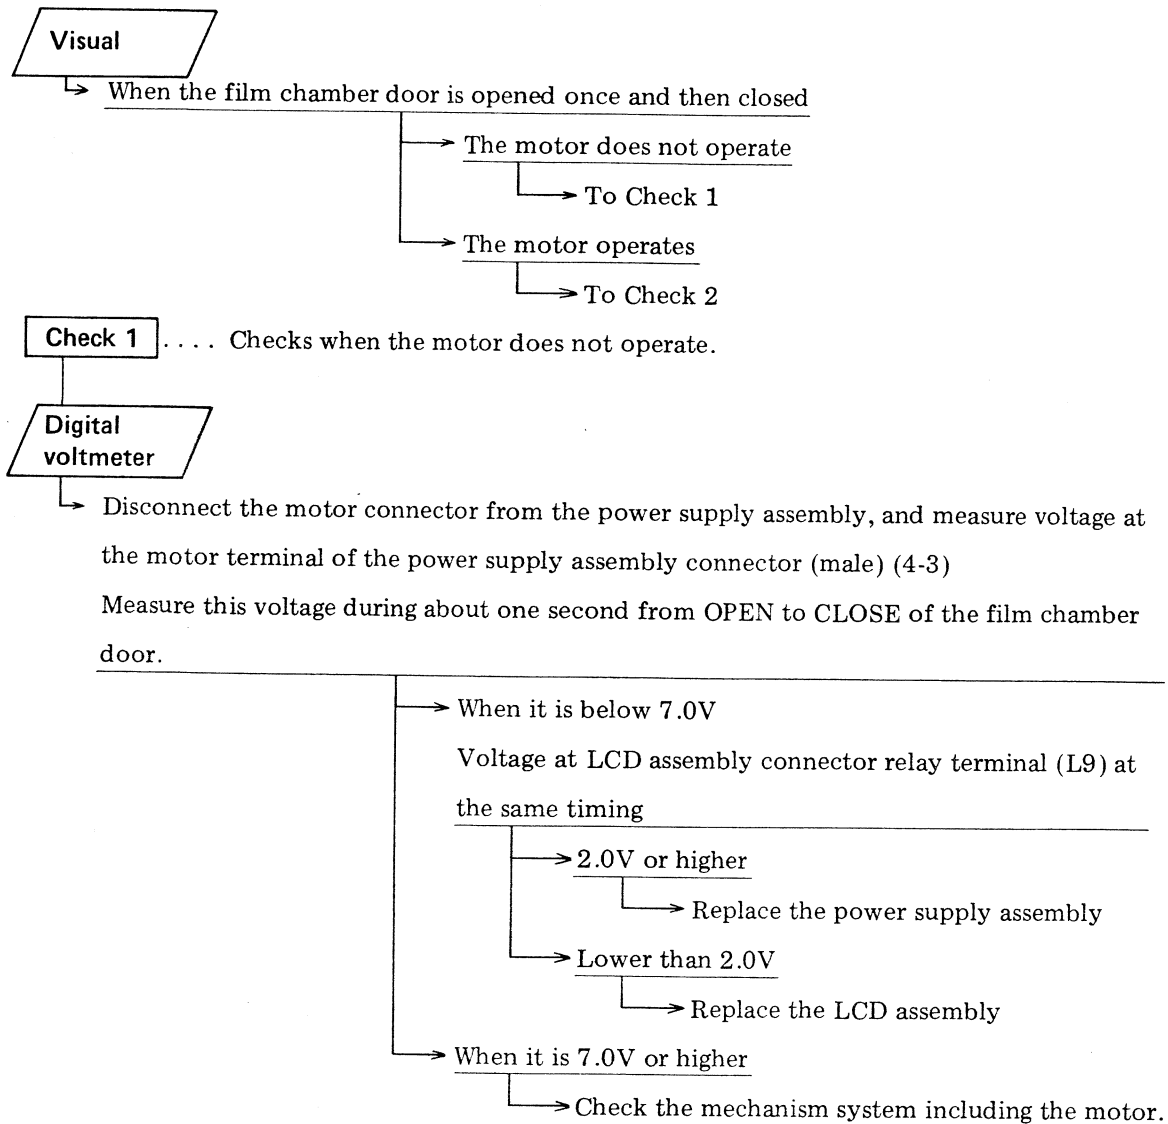 Visual
When the film chamber door is opened once and then closed
The motor does not operate
To Check 1
The motor operates
To Check 2
Check 1 .... Checks when the motor does not operate.
Digital
voltmeter
Disconnect the motor connector from the power supply assembly, and measure voltage at
the motor terminal of the power supply assembly connector (male) (4-3)
Measure this voltage during about one second from OPEN to CLOSE of the film chamber
door.
When it is below 7.0V
Voltage at LCD assembly connector relay terminal (L9) at
the same timing
2.0V or higher
Replace the power supply assembly
Lower than 2.0V
Replace the LCD assembly
When it is 7.0V or higher
Check the mechanism system including the motor.